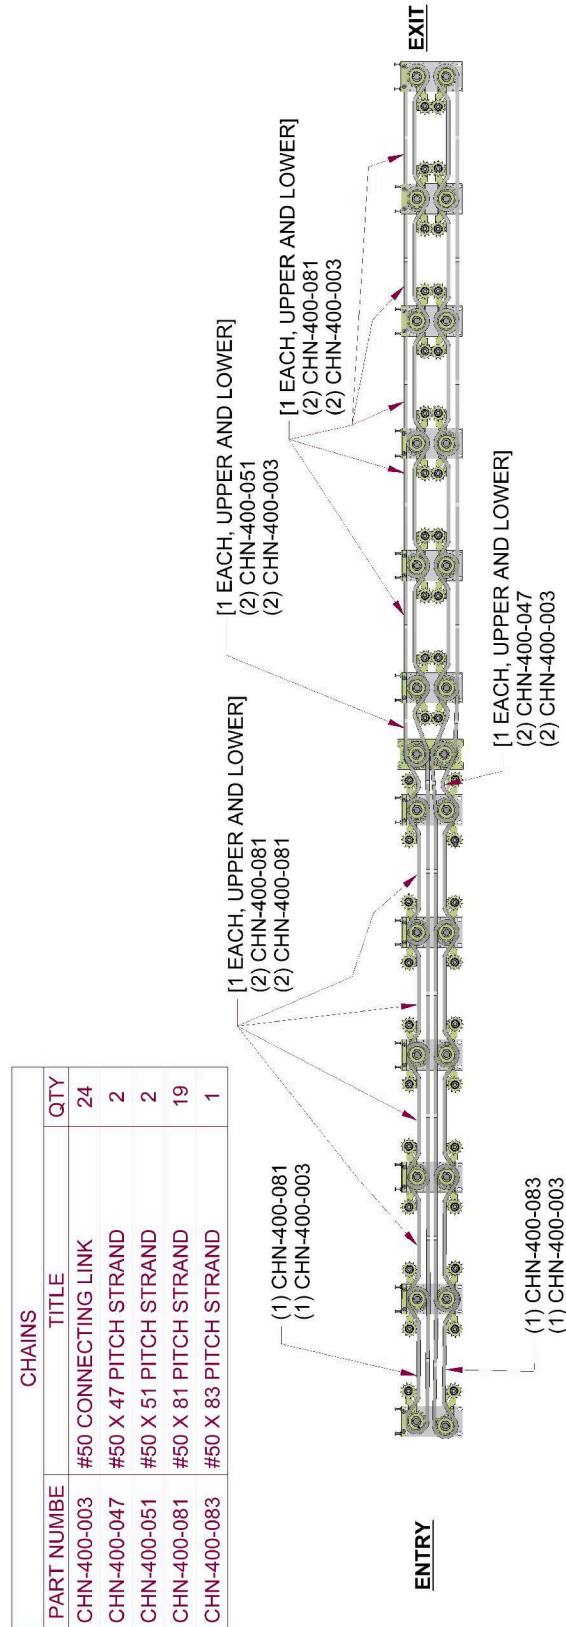 CHAINS
PART NUMBE TITLE QTY
CHN-400-003 #50 CONNECTING LINK 24
CHN-400-047 #50 X 47 PITCH STRAND 2
CHN-400-051 #50 X 51 PITCH STRAND 2
CHN-400-081 #50 X 81 PITCH STRAND 19
CHN-400-083 #50 X 83 PITCH STRAND 1
(1) CHN-400-081
(1) CHN-400-003
[1 EACH, UPPER AND LOWER]
(2) CHN-400-081
(2) CHN-400-081
[1 EACH, UPPER AND LOWER]
(2) CHN-400-051
(2) CHN-400-003
[1 EACH, UPPER AND LOWER]
(2) CHN-400-081
(2) CHN-400-003
ENTRY
EXIT
(1) CHN-400-083
(1) CHN-400-003
[1 EACH, UPPER AND LOWER]
(2) CHN-400-047
(2) CHN-400-003